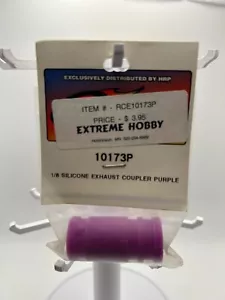 EXCLUSIVELY DISTRIBUTED BY HRP
ITEM # - RCE10173P
PRICE - $ 3.95
EXTREME HOBBY
10173P
1/8 SILICONE EXHAUST COUPLER PURPLE